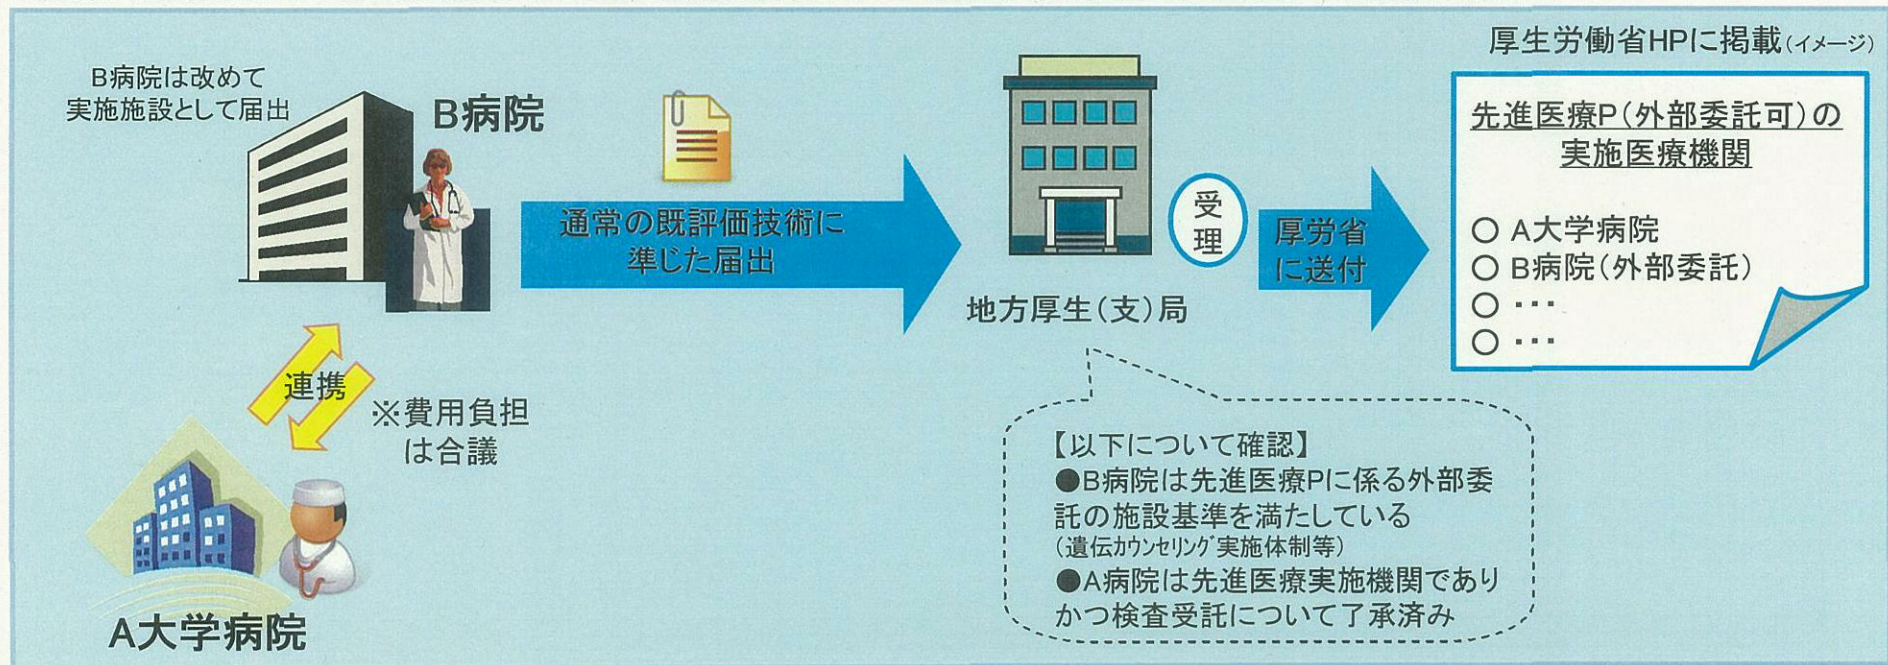 B病院は改めて
実施施設として届出
B病院
通常の既評価技術に
準じた届出
連携
※費用負担
は合議
A大学病院
受
理
地方厚生(支)局
厚労省
に送付
【以下について確認】
●B病院は先進医療Pに係る外部委
託の施設基準を満たしている
(遺伝ｶｳﾝｾﾘﾝｸﾞ実施体制等)
●A病院は先進医療実施機関であり
かつ検査受託について了承済み
厚生労働省HPに掲載(イメージ)
先進医療P(外部委託可)の
実施医療機関
○ A大学病院
○ B病院(外部委託)
○ ・・・
○ ・・・